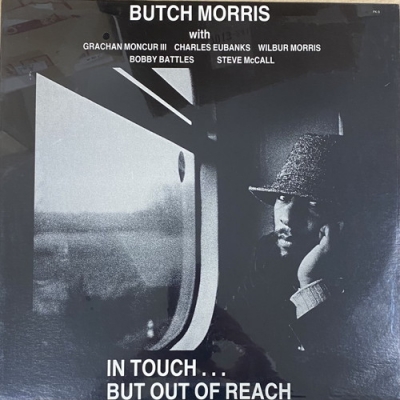 BUTCH MORRIS
with
GRACHAN MONCUR III CHARLES EUBANKS WILBUR MORRIS
BOBBY BATTLES STEVE McCALL
IN TOUCH . . .
BUT OUT OF REACH